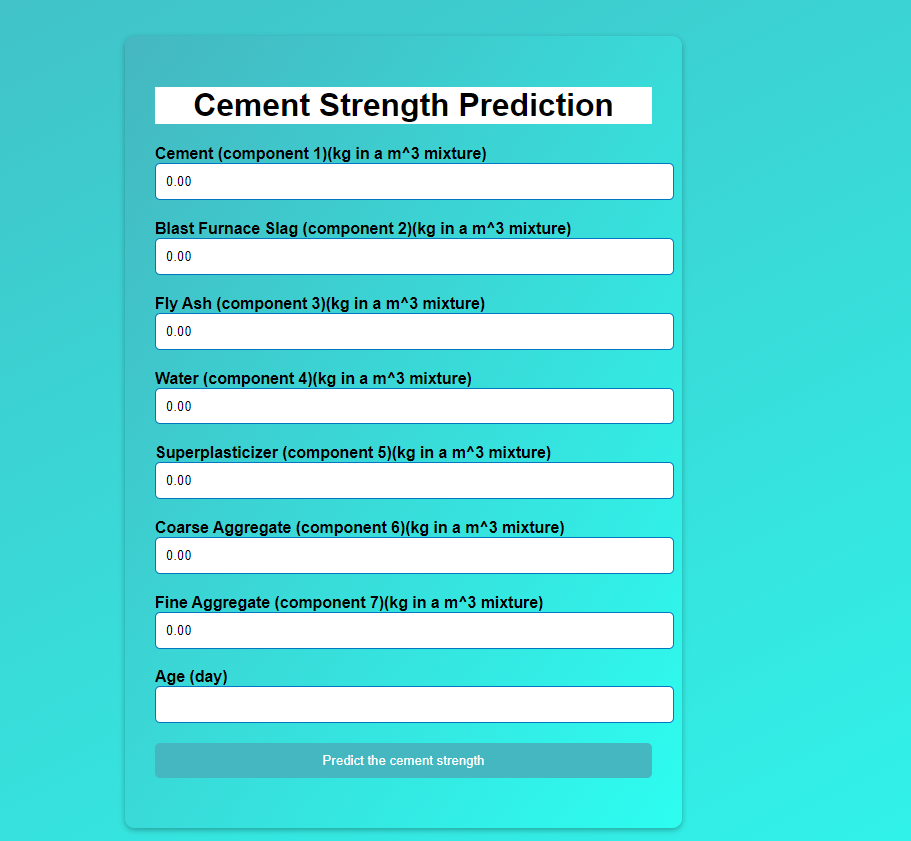 Cement Strength Prediction
Cement (component 1)(kg in a m^3 mixture)
0.00
Blast Furnace Slag (component 2)(kg in a m^3 mixture)
0.00
Fly Ash (component 3)(kg in a m^3 mixture)
0.00
Water (component 4)(kg in a m^3 mixture)
0.00
Superplasticizer (component 5)(kg in a m^3 mixture)
0.00
Coarse Aggregate (component 6)(kg in a m^3 mixture)
0.00
Fine Aggregate (component 7)(kg in a m^3 mixture)
0.00
Age (day)
Predict the cement strength